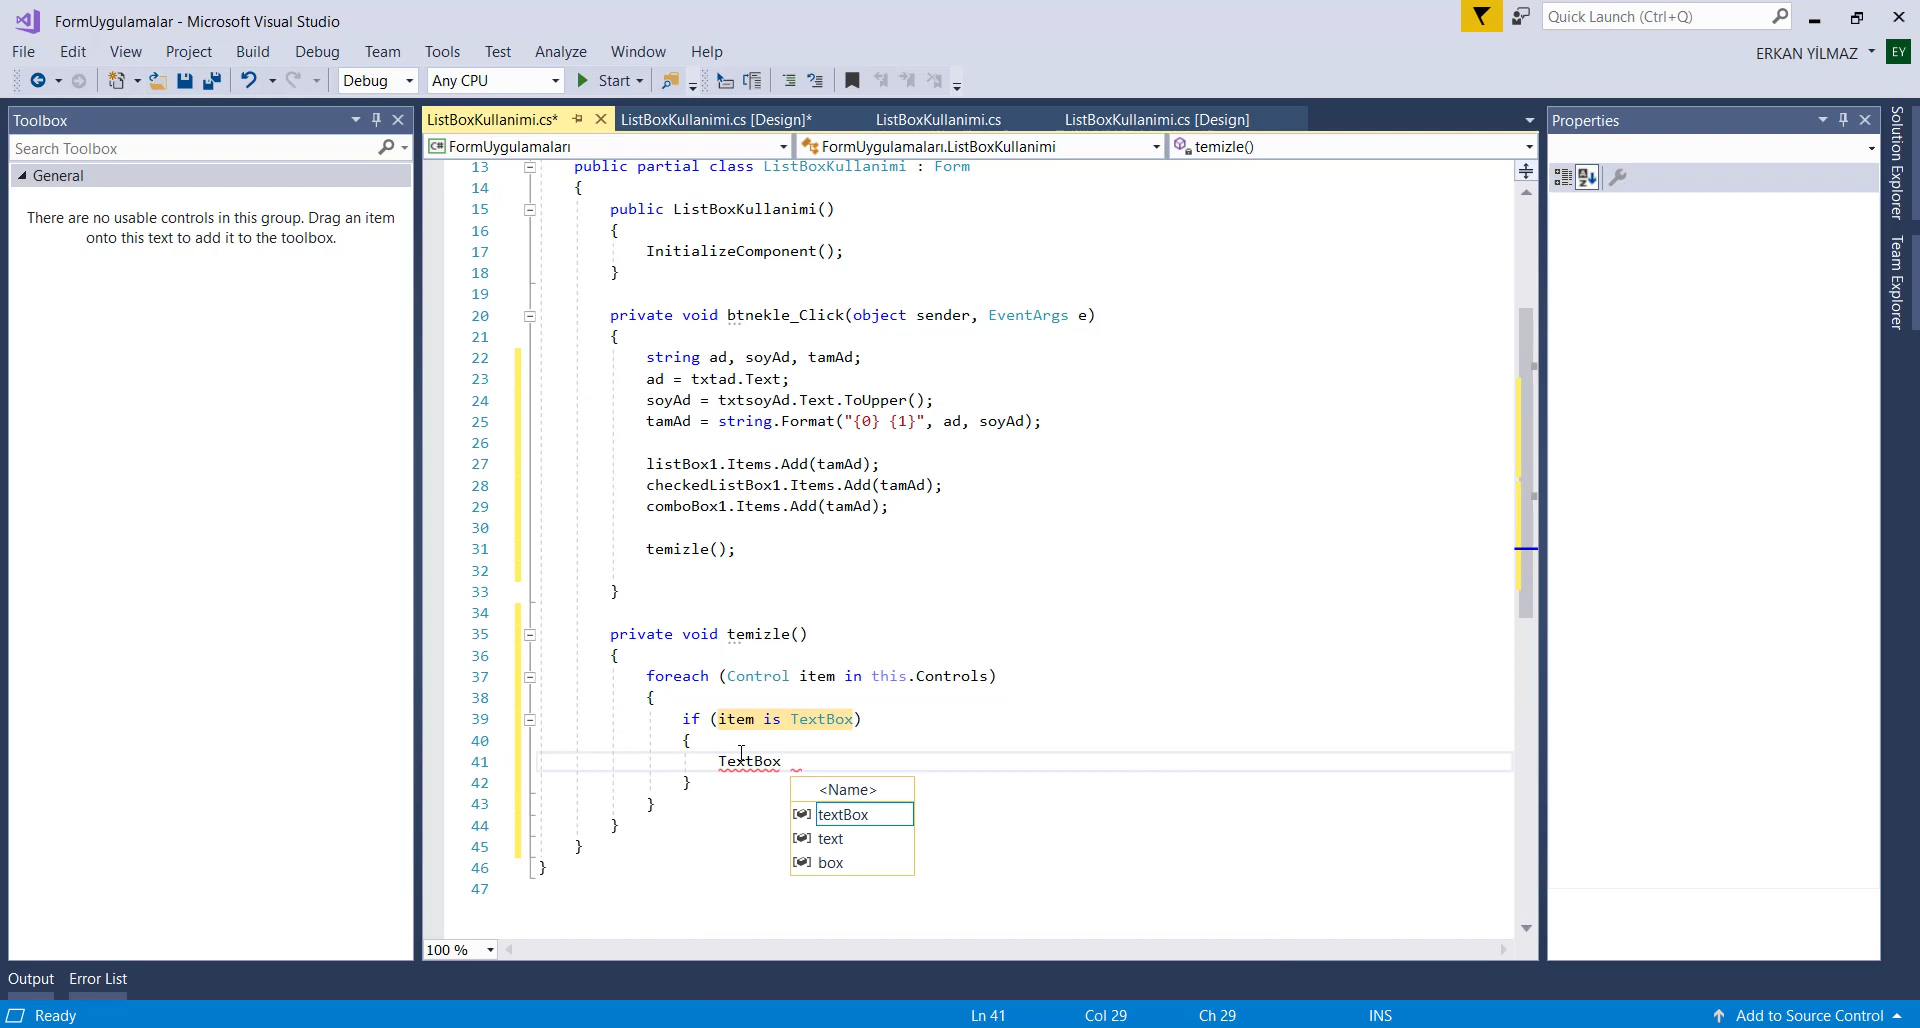 FormUygulamalar - Microsoft Visual Studio
Quick Launch (Ctrl+Q)
File Edit View Project Build Debug Team Tools Test Analyze Window Help
ERKAN YİLMAZ EY
Debug Any CPU Start
Toolbox
ListBoxKullanimi.cs* ListBoxKullanimi.cs [Design]* ListBoxKullanimi.cs ListBoxKullanimi.cs [Design]
Properties
Search Toolbox
FormUygulamaları FormUygulamaları.ListBoxKullanimi temizle()
General
There are no usable controls in this group. Drag an item
onto this text to add it to the toolbox.
13 public partial class ListBoxKullanimi : Form
14 {
15 public ListBoxKullanimi()
16 {
17 InitializeComponent();
18 }
19
20 private void btnekle_Click(object sender, EventArgs e)
21 {
22 string ad, soyAd, tamAd;
23 ad = txtad.Text;
24 soyAd = txtsoyAd.Text.ToUpper();
25 tamAd = string.Format("{0} {1}", ad, soyAd);
26
27 listBox1.Items.Add(tamAd);
28 checkedListBox1.Items.Add(tamAd);
29 comboBox1.Items.Add(tamAd);
30
31 temizle();
32
33 }
34
35 private void temizle()
36 {
37 foreach (Control item in this.Controls)
38 {
39 if (item is TextBox)
40 {
41 TextBox
42 }
43 }
44 }
45 }
46 }
47
<Name>
textBox
text
box
100 %
Solution Explorer
Team Explorer
Output Error List
Ready Ln 41 Col 29 Ch 29 INS Add to Source Control